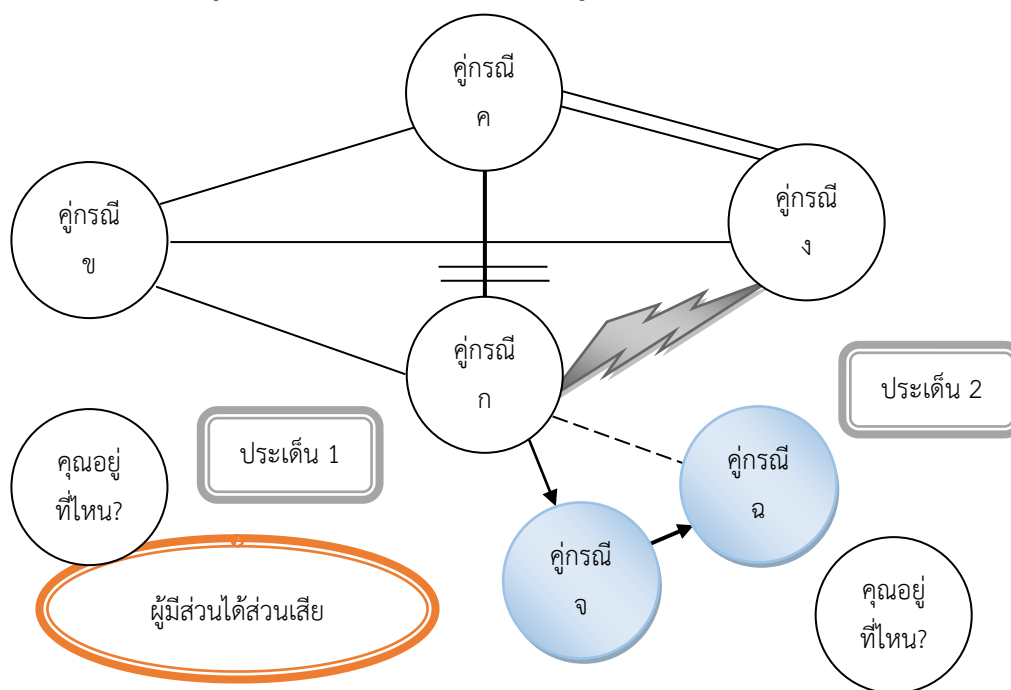 คู่กรณี
ค
คู่กรณี
ง
คู่กรณี
ข
คู่กรณี
ก
ประเด็น 2
ประเด็น 1
คุณอยู่
ที่ไหน?
คู่กรณี
ฉ
คู่กรณี
จ
ผู้มีส่วนได้ส่วนเสีย
คุณอยู่
ที่ไหน?